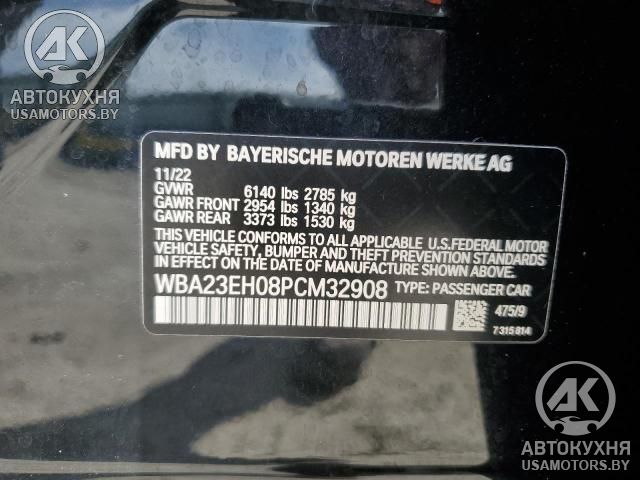 AK
АВТОКУХНЯ
USAMOTORS.BY
MFD BY BAYERISCHE MOTOREN WERKE AG
11/22
GVWR 6140 lbs 2785 kg
GAWR FRONT 2954 lbs 1340 kg
GAWR REAR 3373 lbs 1530 kg
THIS VEHICLE CONFORMS TO ALL APPLICABLE U.S.FEDERAL MOTOR
VEHICLE SAFETY, BUMPER AND THEFT PREVENTION STANDARDS
IN EFFECT ON THE DATE OF MANUFACTURE SHOWN ABOVE.
WBA23EH08PCM32908 TYPE: PASSENGER CAR
475/9
7315814
AK
АВТОКУХНЯ
USAMOTORS.BY